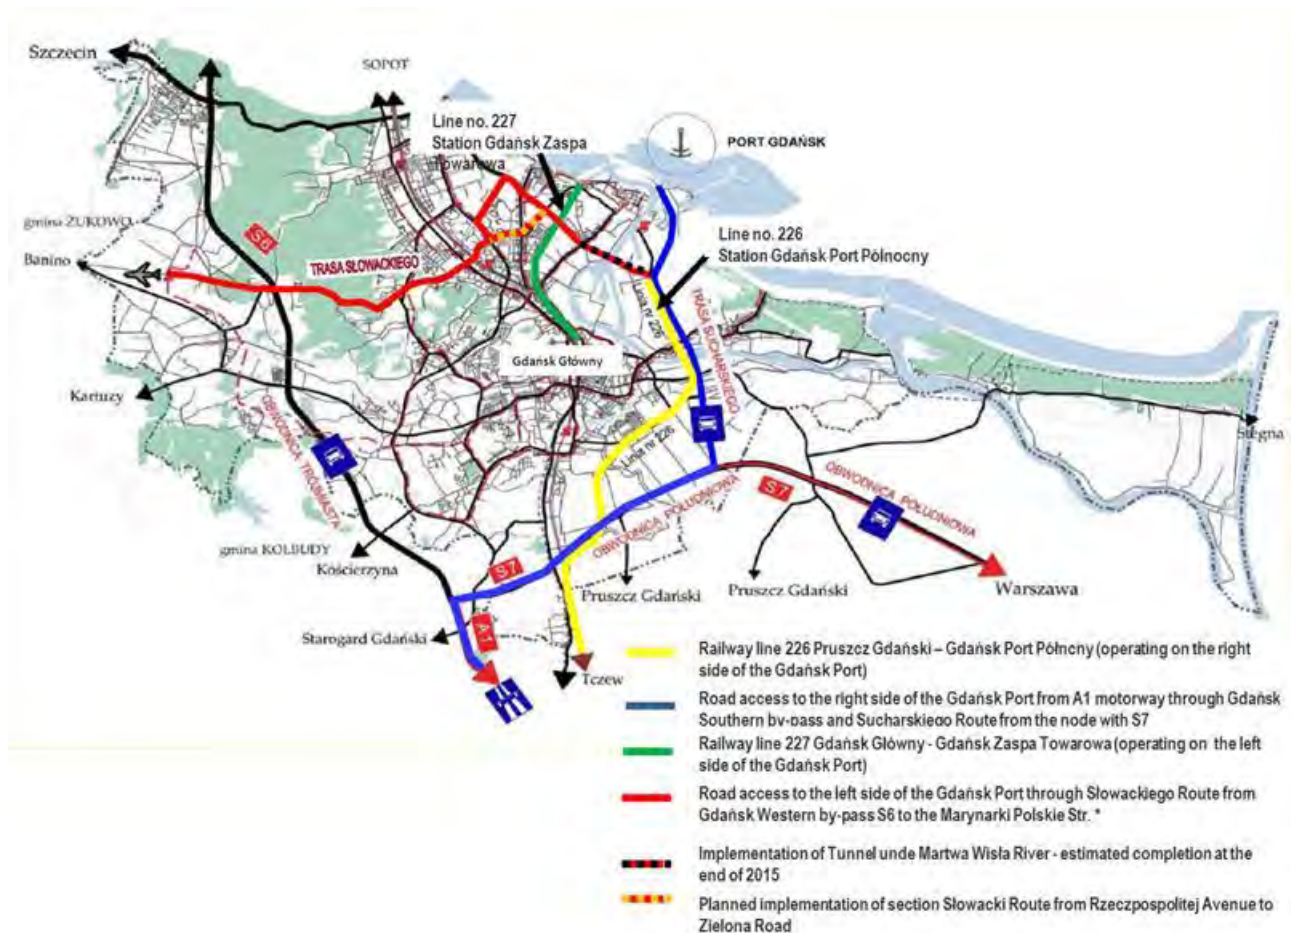 Szczecin
SOPOT
Line no. 227
Station Gdańsk Zaspa
Towarowa
PORT GDAŃSK
gmina ŻUKOWO
S6
Line no. 226
Station Gdańsk Port Północny
Banino
TRASA SŁOWACKIEGO
Linia nr 226
TRASA SUCHARSKIEGO
Gdańsk Główny
Kartuzy
OBWODNICA TRÓJMIASTA
Linia nr 226
Stegna
OBWODNICA POŁUDNIOWA
S7
OBWODNICA POŁUDNIOWA
gmina KOLBUDY
Kościerzyna
S7
Pruszcz Gdański
Pruszcz Gdański
Warszawa
Starogard Gdański
A1
Tczew
Railway line 226 Pruszcz Gdański – Gdańsk Port Półncny (operating on the right
side of the Gdańsk Port)
Road access to the right side of the Gdańsk Port from A1 motorway through Gdańsk
Southern by-pass and Sucharskiego Route from the node with S7
Railway line 227 Gdańsk Główny - Gdańsk Zaspa Towarowa (operating on the left
side of the Gdańsk Port)
Road access to the left side of the Gdańsk Port through Słowackiego Route from
Gdańsk Western by-pass S6 to the Marynarki Polskie Str. *
Implementation of Tunnel unde Martwa Wisła River - estimated completion at the
end of 2015
Planned implementation of section Słowacki Route from Rzeczpospolitej Avenue to
Zielona Road